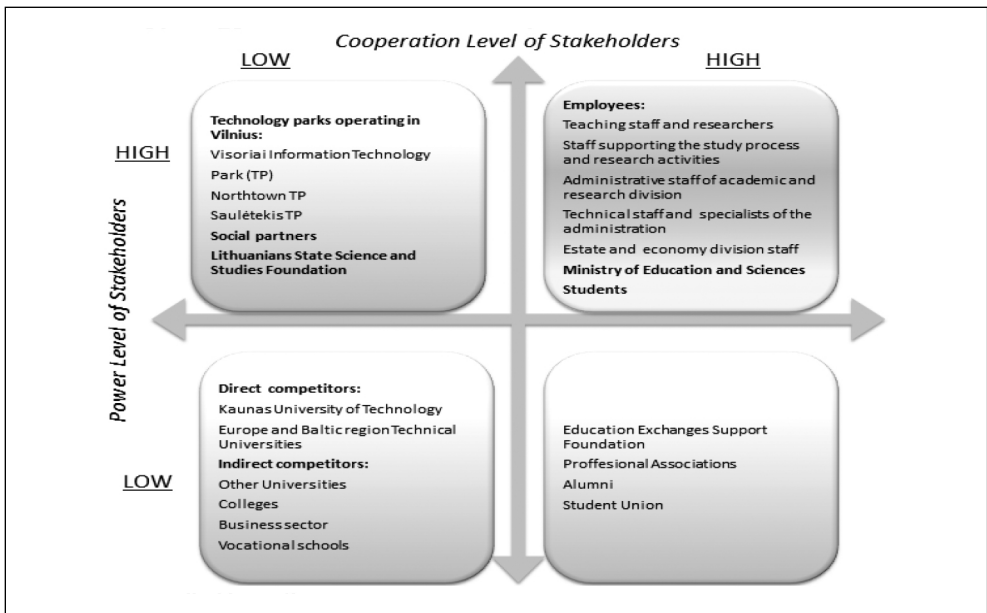 Cooperation Level of Stakeholders
LOW
HIGH
Power Level of Stakeholders
HIGH
Technology parks operating in
Vilnius:
Visoriai Information Technology
Park (TP)
Northtown TP
Saulėtekis TP
Social partners
Lithuanians State Science and
Studies Foundation
Employees:
Teaching staff and researchers
Staff supporting the study process
and research activities
Administrative staff of academic and
research division
Technical staff and specialists of the
administration
Estate and economy division staff
Ministry of Education and Sciences
Students
LOW
Direct competitors:
Kaunas University of Technology
Europe and Baltic region Technical
Universities
Indirect competitors:
Other Universities
Colleges
Business sector
Vocational schools
Education Exchanges Support
Foundation
Proffesional Associations
Alumni
Student Union